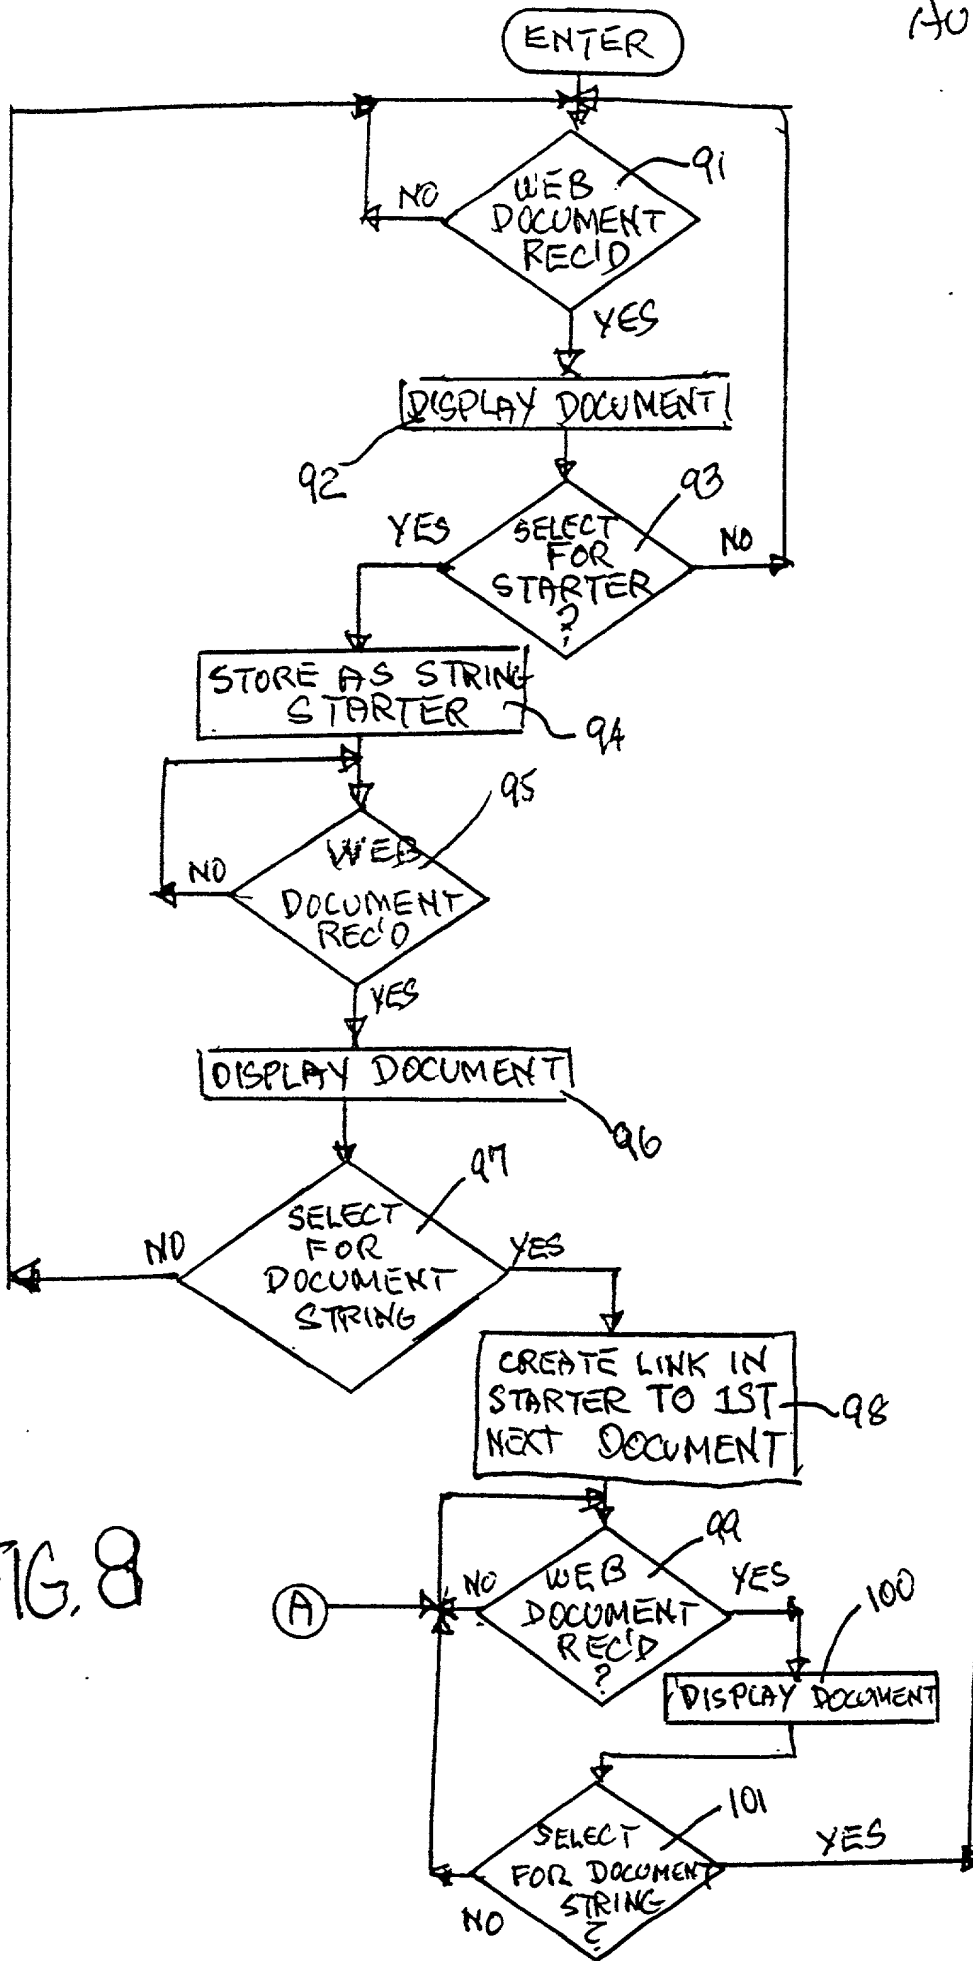 ENTER
91
WEB
DOCUMENT
REC'D
NO
YES
DISPLAY DOCUMENT
92
93
SELECT
FOR
STARTER
?
YES
NO
STORE AS STRING
STARTER
94
95
WEB
DOCUMENT
REC'D
NO
YES
DISPLAY DOCUMENT
96
97
SELECT
FOR
DOCUMENT
STRING
NO
YES
CREATE LINK IN
STARTER TO 1ST
NEXT DOCUMENT
98
99
WEB
DOCUMENT
REC'D
?
NO
YES
A
100
DISPLAY DOCUMENT
101
SELECT
FOR DOCUMENT
STRING
?
YES
NO
IG. 8